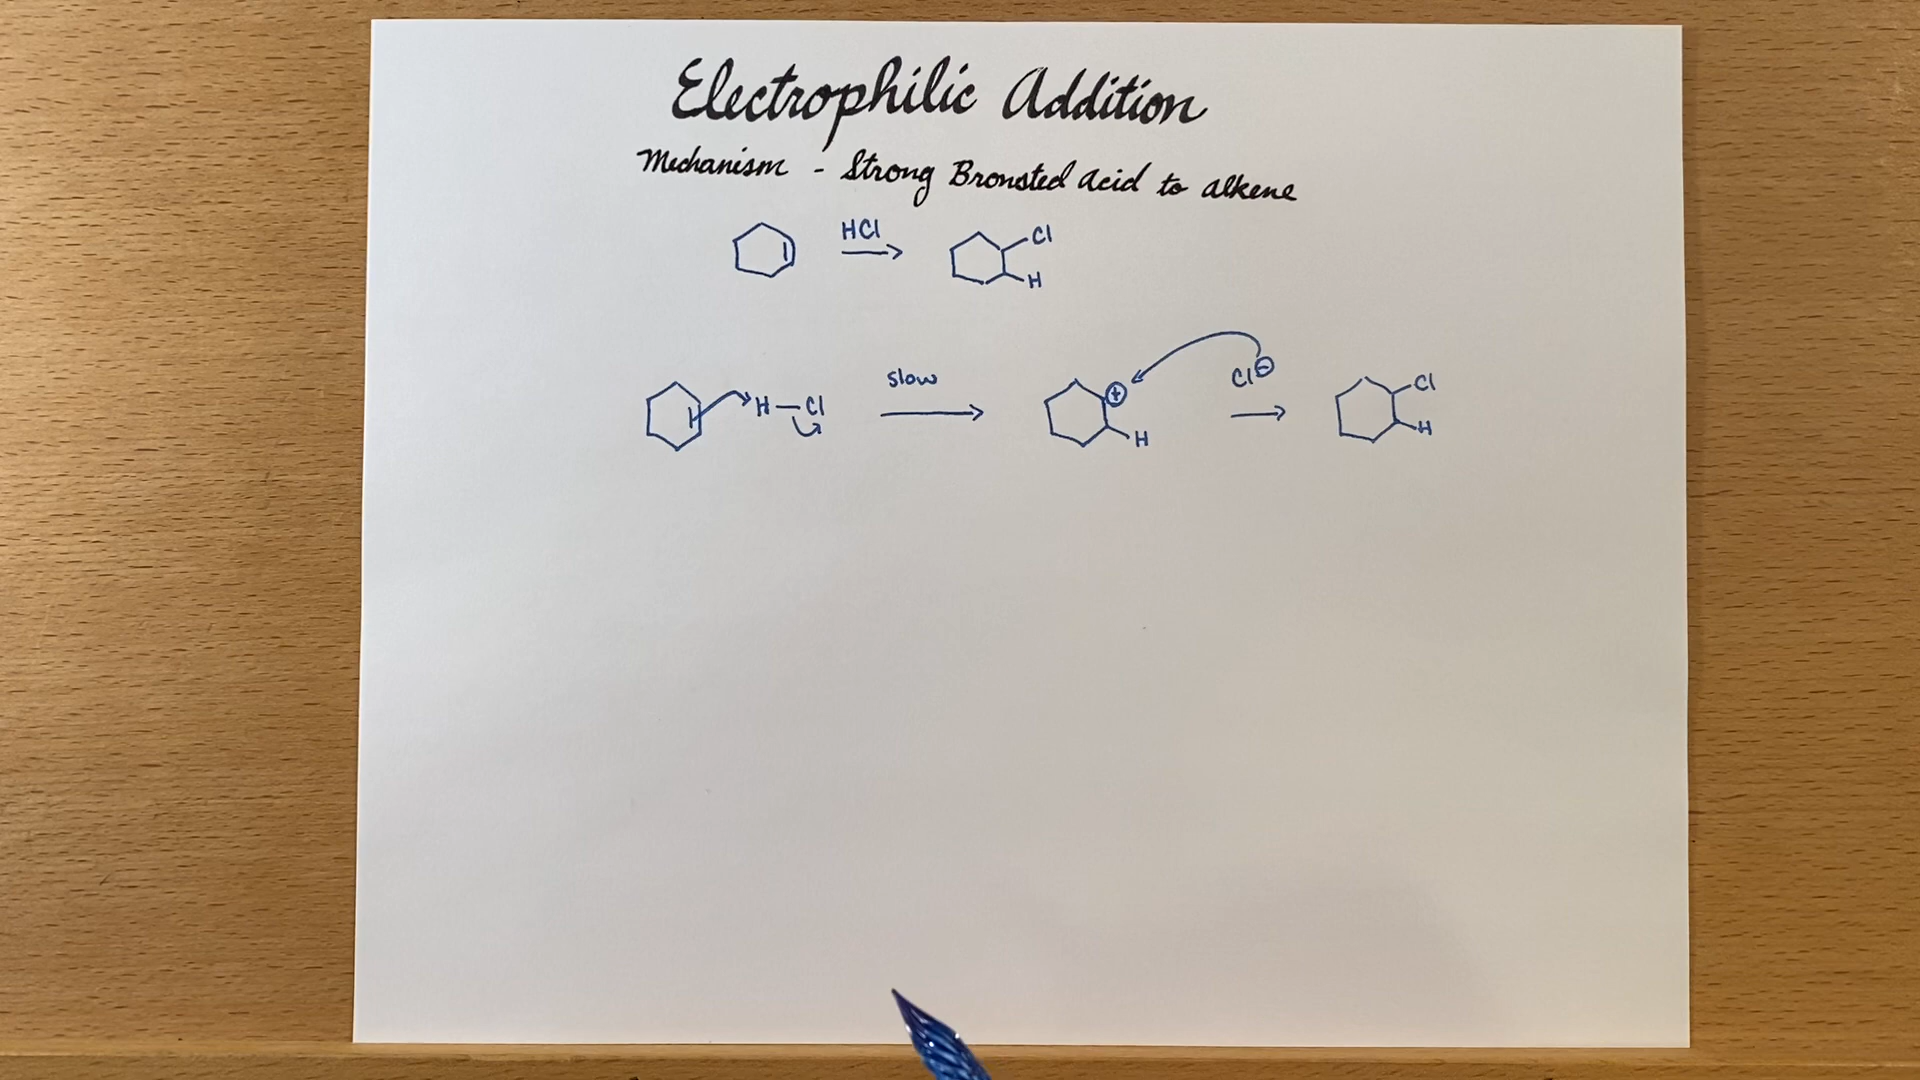 Electrophilic Addition
Mechanism - Strong Bronsted Acid to alkene
HCl Cl
H
H-Cl slow ⊕ H Cl⊖ Cl
H